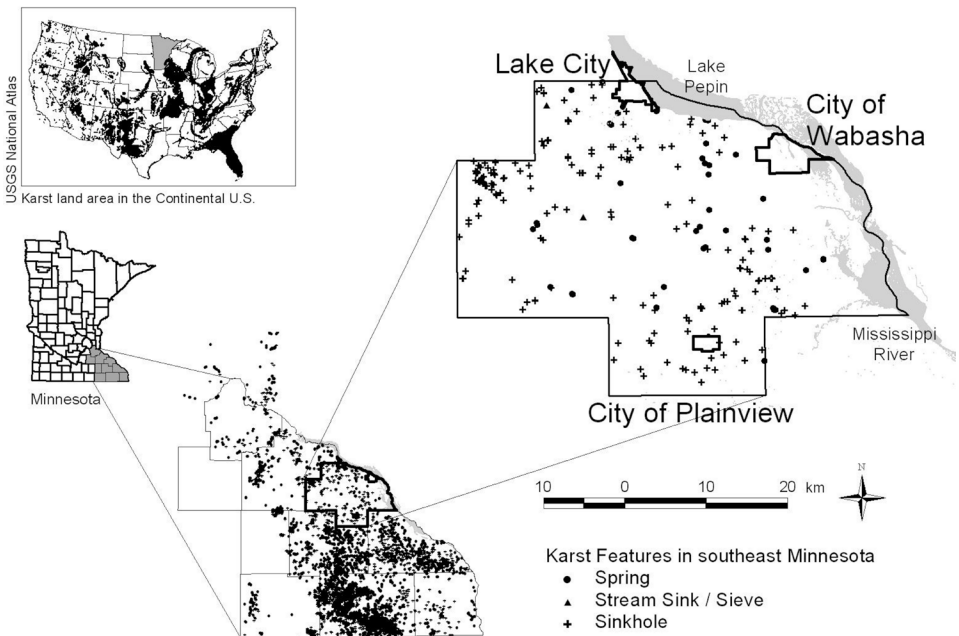 USGS National Atlas
Karst land area in the Continental U.S.
Minnesota
Lake City
Lake
Pepin
City of
Wabasha
Mississippi
River
City of Plainview
10 0 10 20 km
N
Karst Features in southeast Minnesota
Spring
Stream Sink / Sieve
Sinkhole